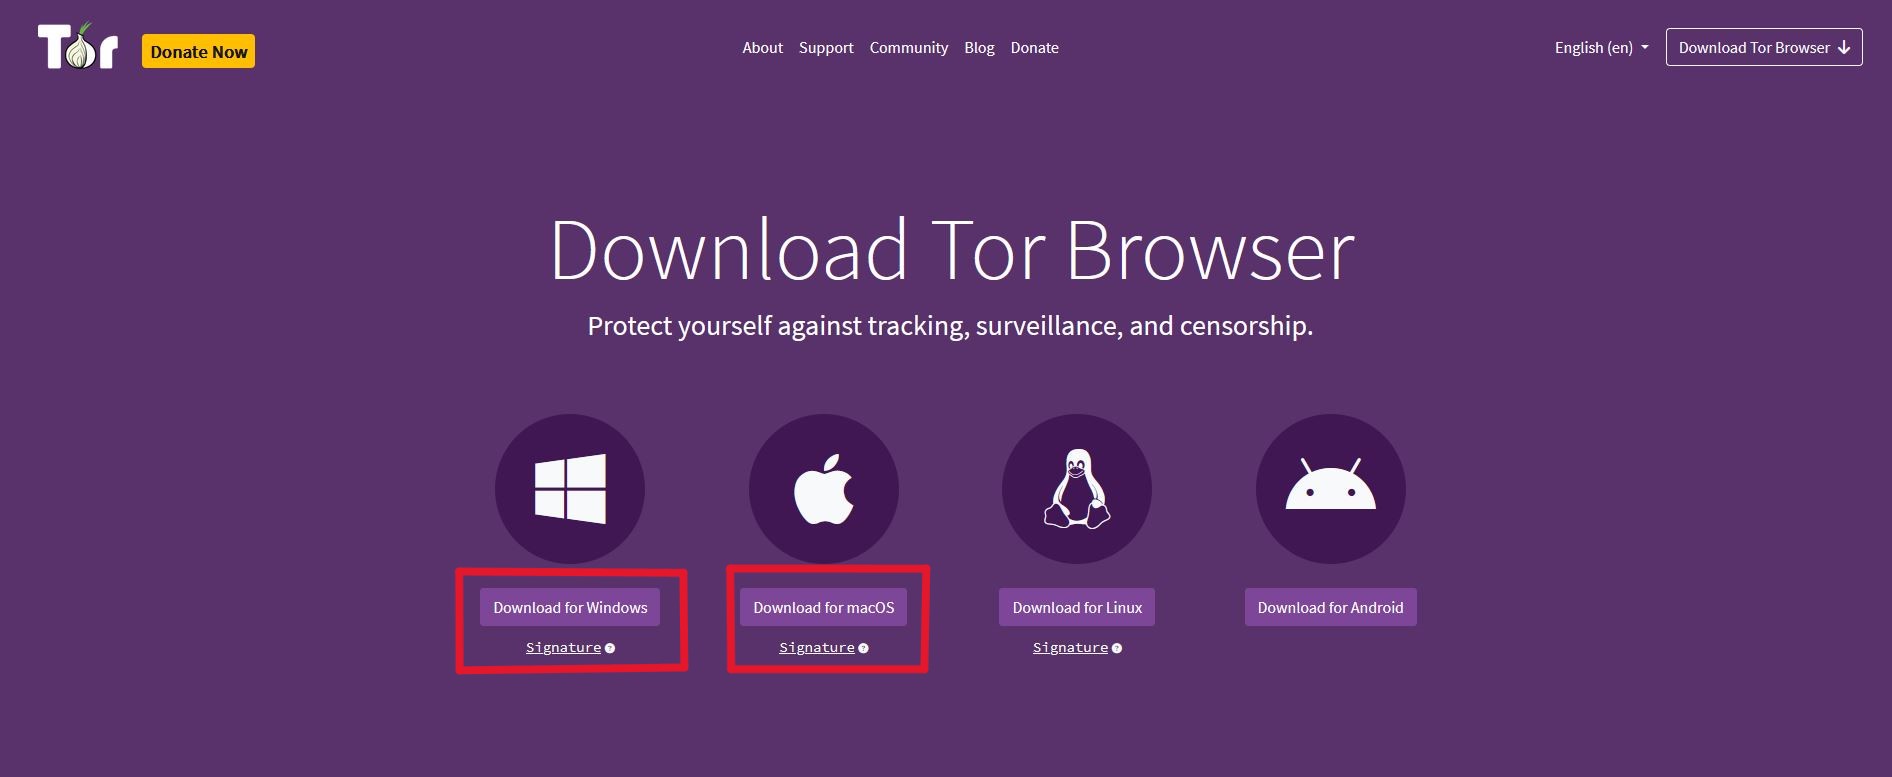 Tor
Donate Now
About Support Community Blog Donate
English (en)
Download Tor Browser
Download Tor Browser
Protect yourself against tracking, surveillance, and censorship.
Download for Windows
Signature ?
Download for macOS
Signature ?
Download for Linux
Signature ?
Download for Android